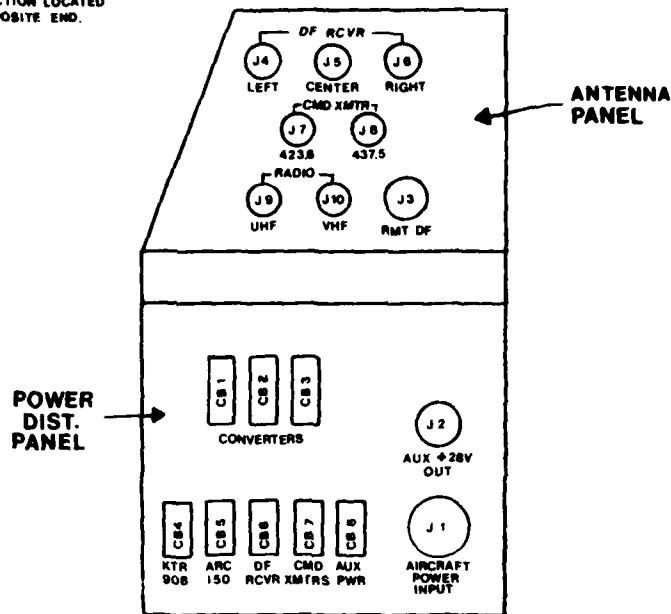 CTION LOCATED
POSITE END.
DF RCVR
J4 J5 J6
LEFT CENTER RIGHT
CMD XMTR
J7 J8
423.8 437.5
RADIO
J9 J10 J3
UHF VHF RMT DF
ANTENNA
PANEL
CB1 CB2 CB3
CONVERTERS
POWER
DIST.
PANEL
J2
AUX +28V
OUT
CB4 CB5 CB6 CB7 CB8 J1
KTR ARC DF CMD AUX AIRCRAFT
908 150 RCVR XMTRS PWR POWER
INPUT